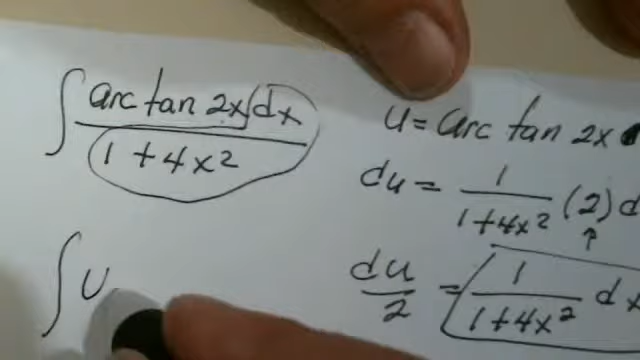 ∫ arc tan 2x dx / 1 + 4x²
u = arc tan 2x
du = 1 / 1+4x² (2) d
du / 2 = 1 / 1+4x² dx
∫ u